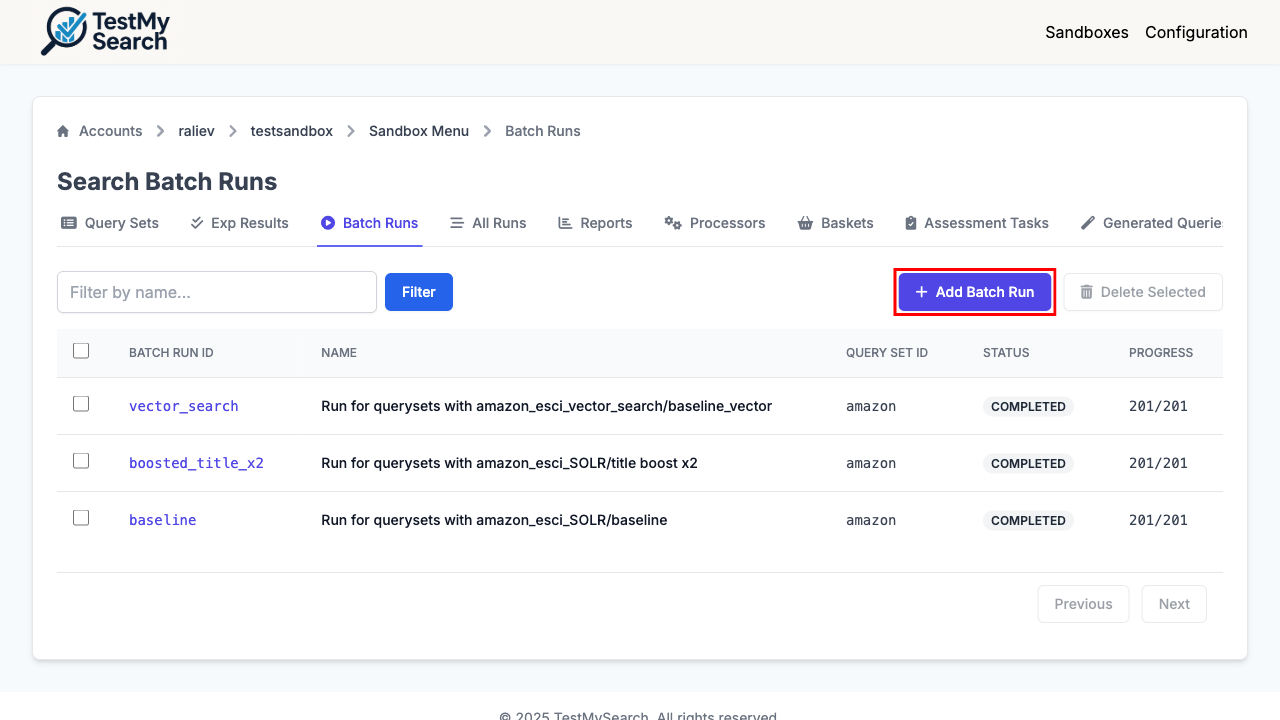 TestMy
Search
Sandboxes Configuration
Accounts raliev testsandbox Sandbox Menu Batch Runs
Search Batch Runs
Query Sets Exp Results Batch Runs All Runs Reports Processors Baskets Assessment Tasks Generated Querie
Filter by name... Filter + Add Batch Run Delete Selected
BATCH RUN ID NAME QUERY SET ID STATUS PROGRESS
vector_search Run for querysets with amazon_esci_vector_search/baseline_vector amazon COMPLETED 201/201
boosted_title_x2 Run for querysets with amazon_esci_SOLR/title boost x2 amazon COMPLETED 201/201
baseline Run for querysets with amazon_esci_SOLR/baseline amazon COMPLETED 201/201
Previous Next
© 2025 TestMySearch. All rights reserved.